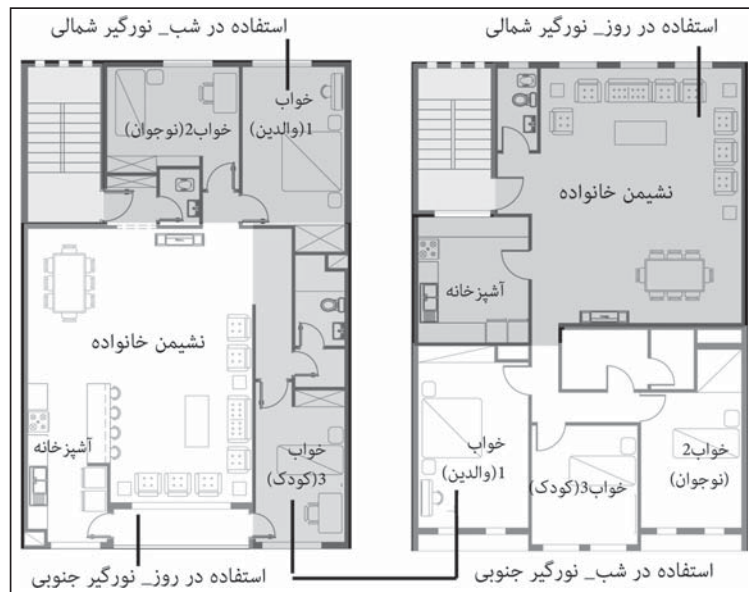 استفاده در روز_ نورگیر شمالی
نشیمن خانواده
آشپزخانه
خواب
1(والدین)
خواب3(کودک)
خواب2
(نوجوان)
استفاده در شب_ نورگیر جنوبی
استفاده در شب_ نورگیر شمالی
خواب2(نوجوان)
خواب
1(والدین)
نشیمن خانواده
آشپزخانه
خواب
3(کودک)
استفاده در روز_ نورگیر جنوبی